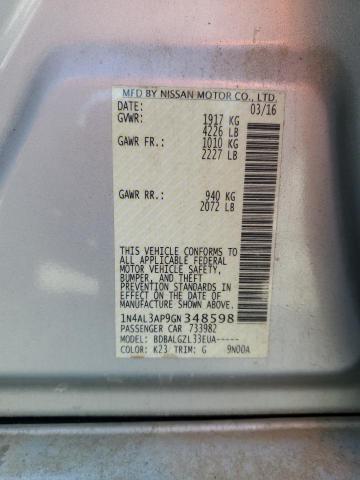 MFD BY NISSAN MOTOR CO., LTD.
DATE: 03/16
GVWR: 1917 KG
4226 LB
GAWR FR.: 1010 KG
2227 LB
GAWR RR.: 940 KG
2072 LB
THIS VEHICLE CONFORMS TO
ALL APPLICABLE FEDERAL
MOTOR VEHICLE SAFETY,
BUMPER, AND THEFT
PREVENTION STANDARDS IN
EFFECT ON THE DATE OF
MANUFACTURE SHOWN ABOVE.
1N4AL3AP9GN348598
PASSENGER CAR 733982
MODEL: BDBALGZL33EUA-----
COLOR: K23 TRIM: G 9N00A